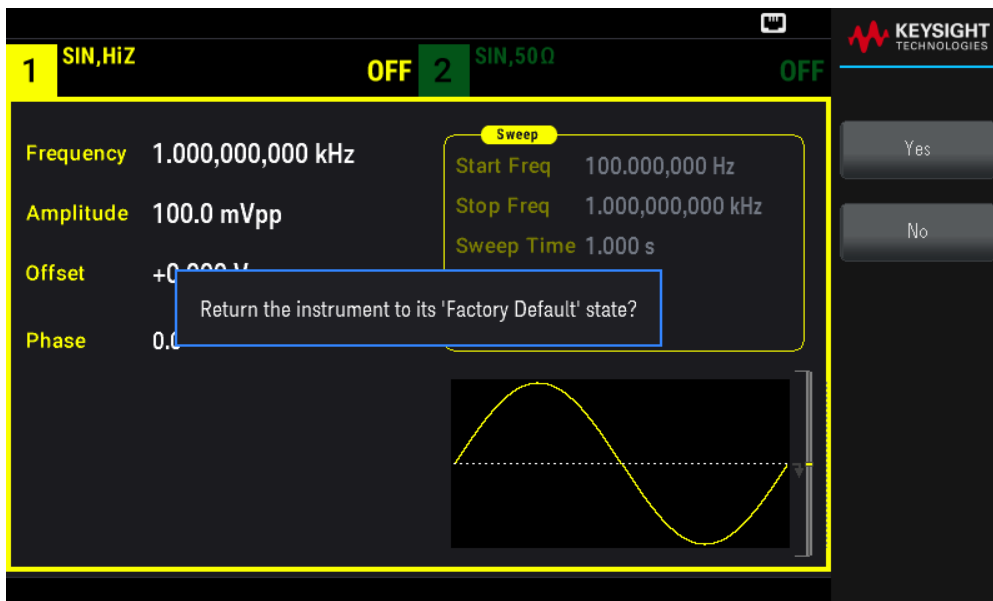 KEYSIGHT
TECHNOLOGIES
1 SIN,HiZ OFF 2 SIN,50Ω OFF
Sweep
Frequency 1.000,000,000 kHz
Start Freq 100.000,000 Hz
Amplitude 100.0 mVpp
Stop Freq 1.000,000,000 kHz
Sweep Time 1.000 s
Offset
Return the instrument to its 'Factory Default' state?
Phase
Yes
No